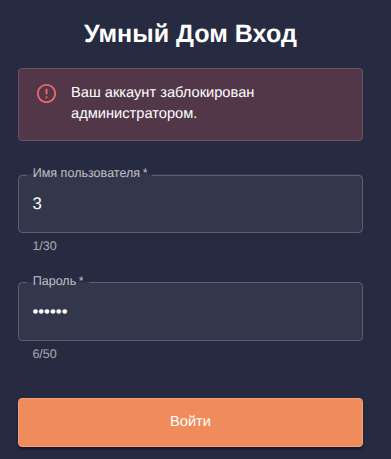 Умный Дом Вход
Ваш аккаунт заблокирован
администратором.
Имя пользователя *
3
1/30
Пароль *
••••••
6/50
Войти